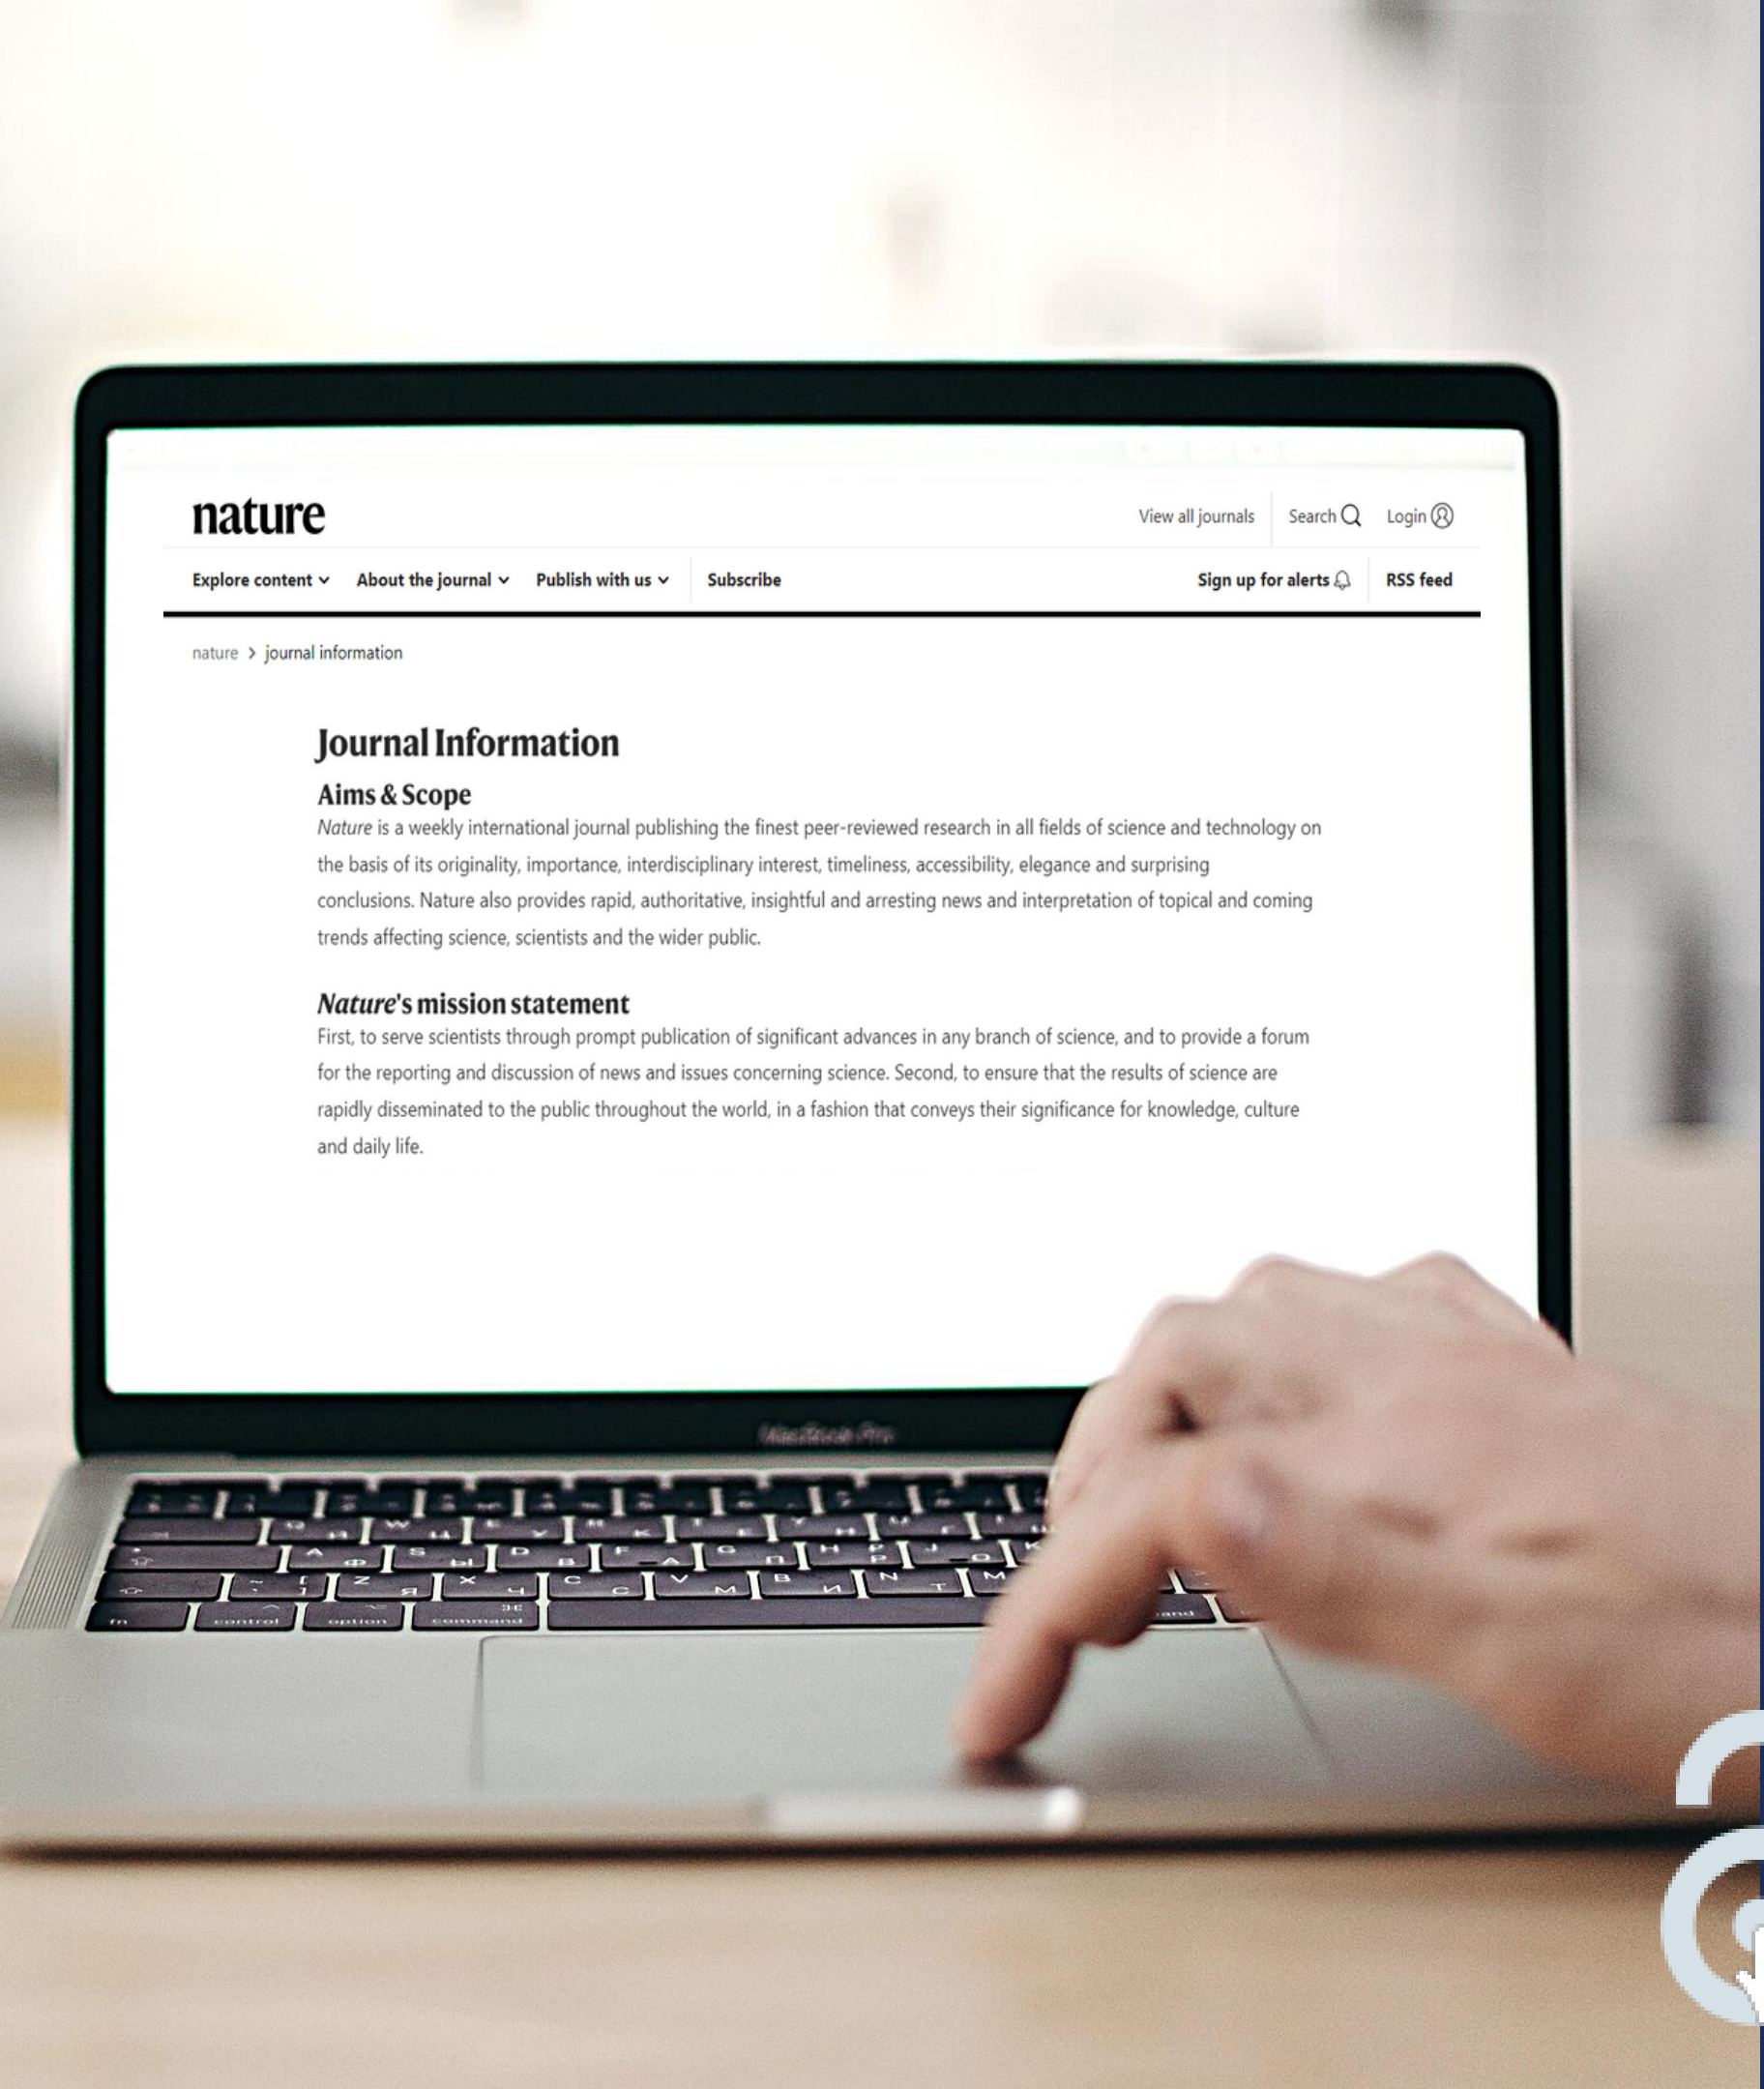 nature
View all journals
Search
Login
Explore content
About the journal
Publish with us
Subscribe
Sign up for alerts
RSS feed
nature > journal information
Journal Information
Aims & Scope
Nature is a weekly international journal publishing the finest peer-reviewed research in all fields of science and technology on
the basis of its originality, importance, interdisciplinary interest, timeliness, accessibility, elegance and surprising
conclusions. Nature also provides rapid, authoritative, insightful and arresting news and interpretation of topical and coming
trends affecting science, scientists and the wider public.
Nature's mission statement
First, to serve scientists through prompt publication of significant advances in any branch of science, and to provide a forum
for the reporting and discussion of news and issues concerning science. Second, to ensure that the results of science are
rapidly disseminated to the public throughout the world, in a fashion that conveys their significance for knowledge, culture
and daily life.
MacBook Pro
fn
control
option
command